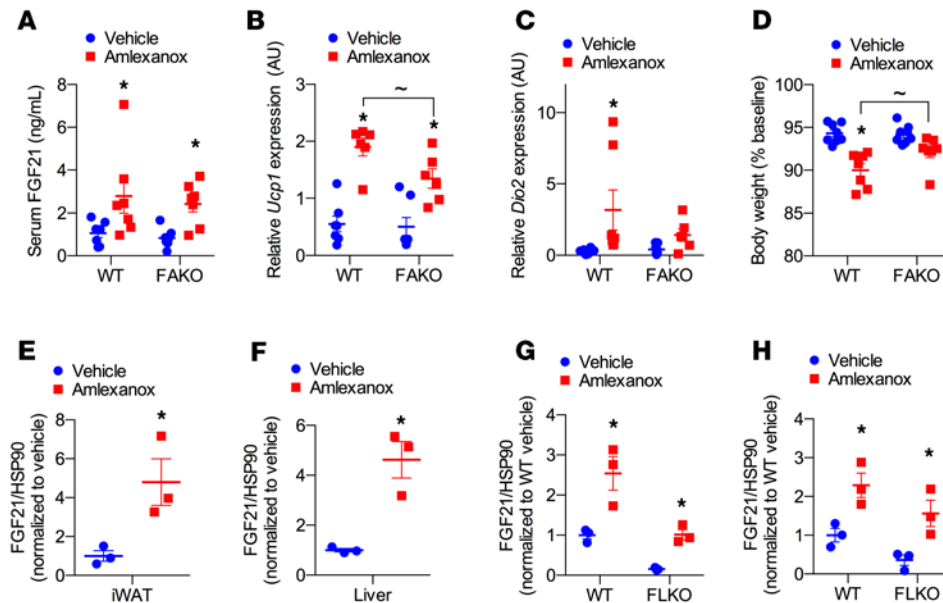 A
Vehicle
Amlexanox
Serum FGF21 (ng/mL)
8
6
4
2
0
*
*
WT
FAKO
B
Vehicle
Amlexanox
Relative Ucp1 expression (AU)
3
2
1
0
~
*
*
WT
FAKO
C
Vehicle
Amlexanox
Relative Dio2 expression (AU)
10
5
0
*
WT
FAKO
D
Vehicle
Amlexanox
Body weight (% baseline)
100
95
90
85
80
~
*
WT
FAKO
E
Vehicle
Amlexanox
FGF21/HSP90
(normalized to vehicle)
8
6
4
2
0
*
iWAT
F
Vehicle
Amlexanox
FGF21/HSP90
(normalized to vehicle)
6
4
2
0
*
Liver
G
Vehicle
Amlexanox
FGF21/HSP90
(normalized to WT vehicle)
4
3
2
1
0
*
*
WT
FLKO
H
Vehicle
Amlexanox
FGF21/HSP90
(normalized to WT vehicle)
4
3
2
1
0
*
*
WT
FLKO